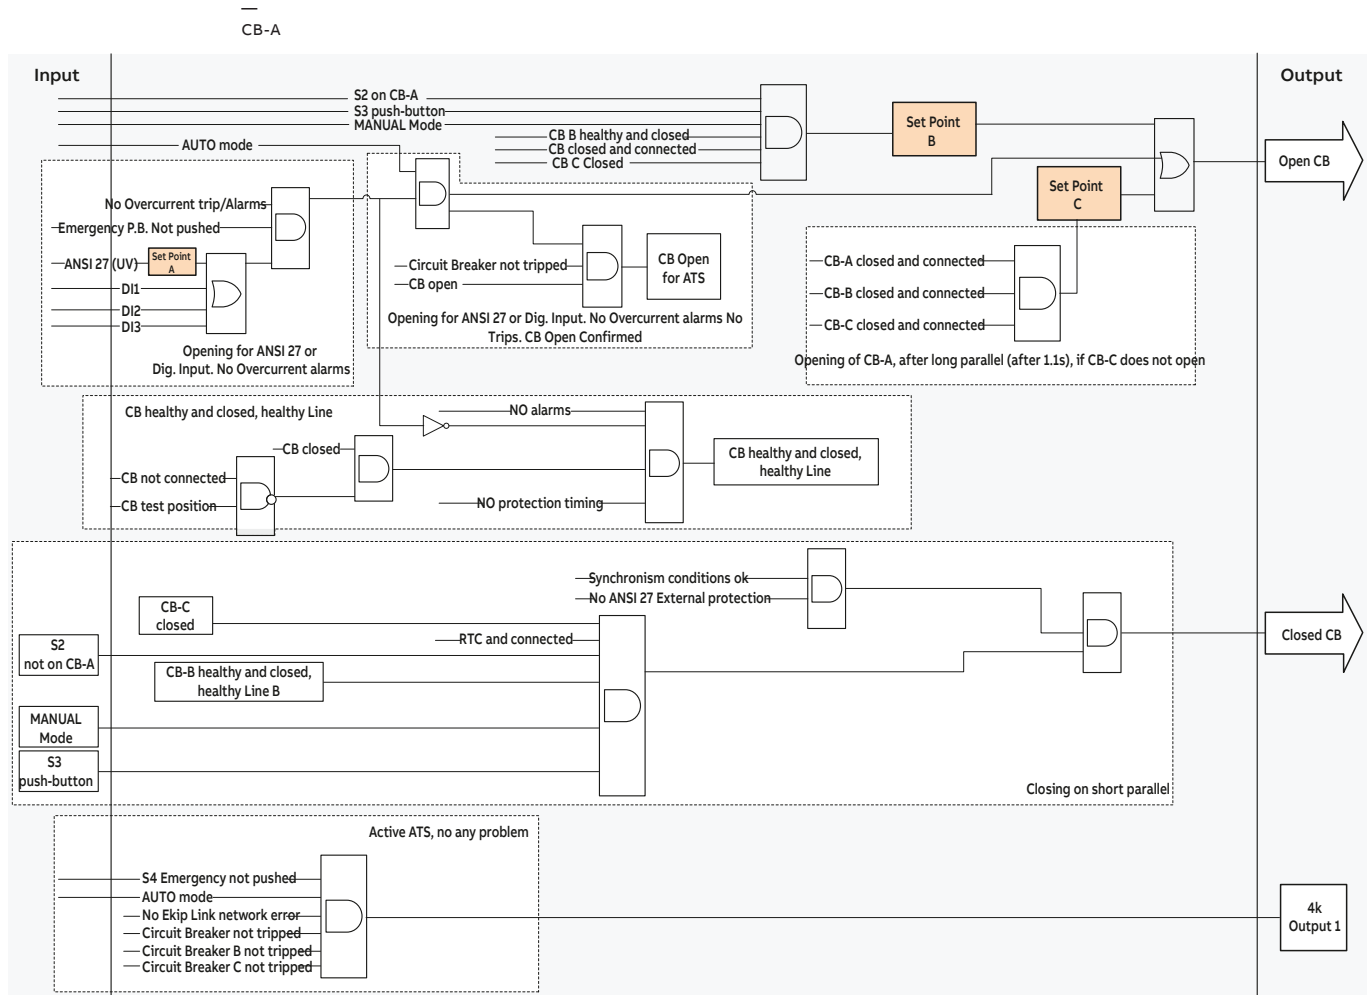 CB-A
Input
Output
S2 on CB-A
S3 push-button
MANUAL Mode
AUTO mode
CB B healthy and closed
CB closed and connected
CB C Closed
Set Point
B
Open CB
No Overcurrent trip/Alarms
Emergency P.B. Not pushed
ANSI 27 (UV)
Set Point
A
DI1
DI2
DI3
Opening for ANSI 27 or
Dig. Input. No Overcurrent alarms
Circuit Breaker not tripped
CB open
CB Open
for ATS
Opening for ANSI 27 or Dig. Input. No Overcurrent alarms No
Trips. CB Open Confirmed
Set Point
C
CB-A closed and connected
CB-B closed and connected
CB-C closed and connected
Opening of CB-A, after long parallel (after 1.1s), if CB-C does not open
CB healthy and closed, healthy Line
NO alarms
CB closed
CB not connected
CB test position
NO protection timing
CB healthy and closed,
healthy Line
Synchronism conditions ok
No ANSI 27 External protection
CB-C
closed
RTC and connected
S2
not on CB-A
CB-B healthy and closed,
healthy Line B
MANUAL
Mode
S3
push-button
Closed CB
Closing on short parallel
Active ATS, no any problem
S4 Emergency not pushed
AUTO mode
No Ekip Link network error
Circuit Breaker not tripped
Circuit Breaker B not tripped
Circuit Breaker C not tripped
4k
Output 1